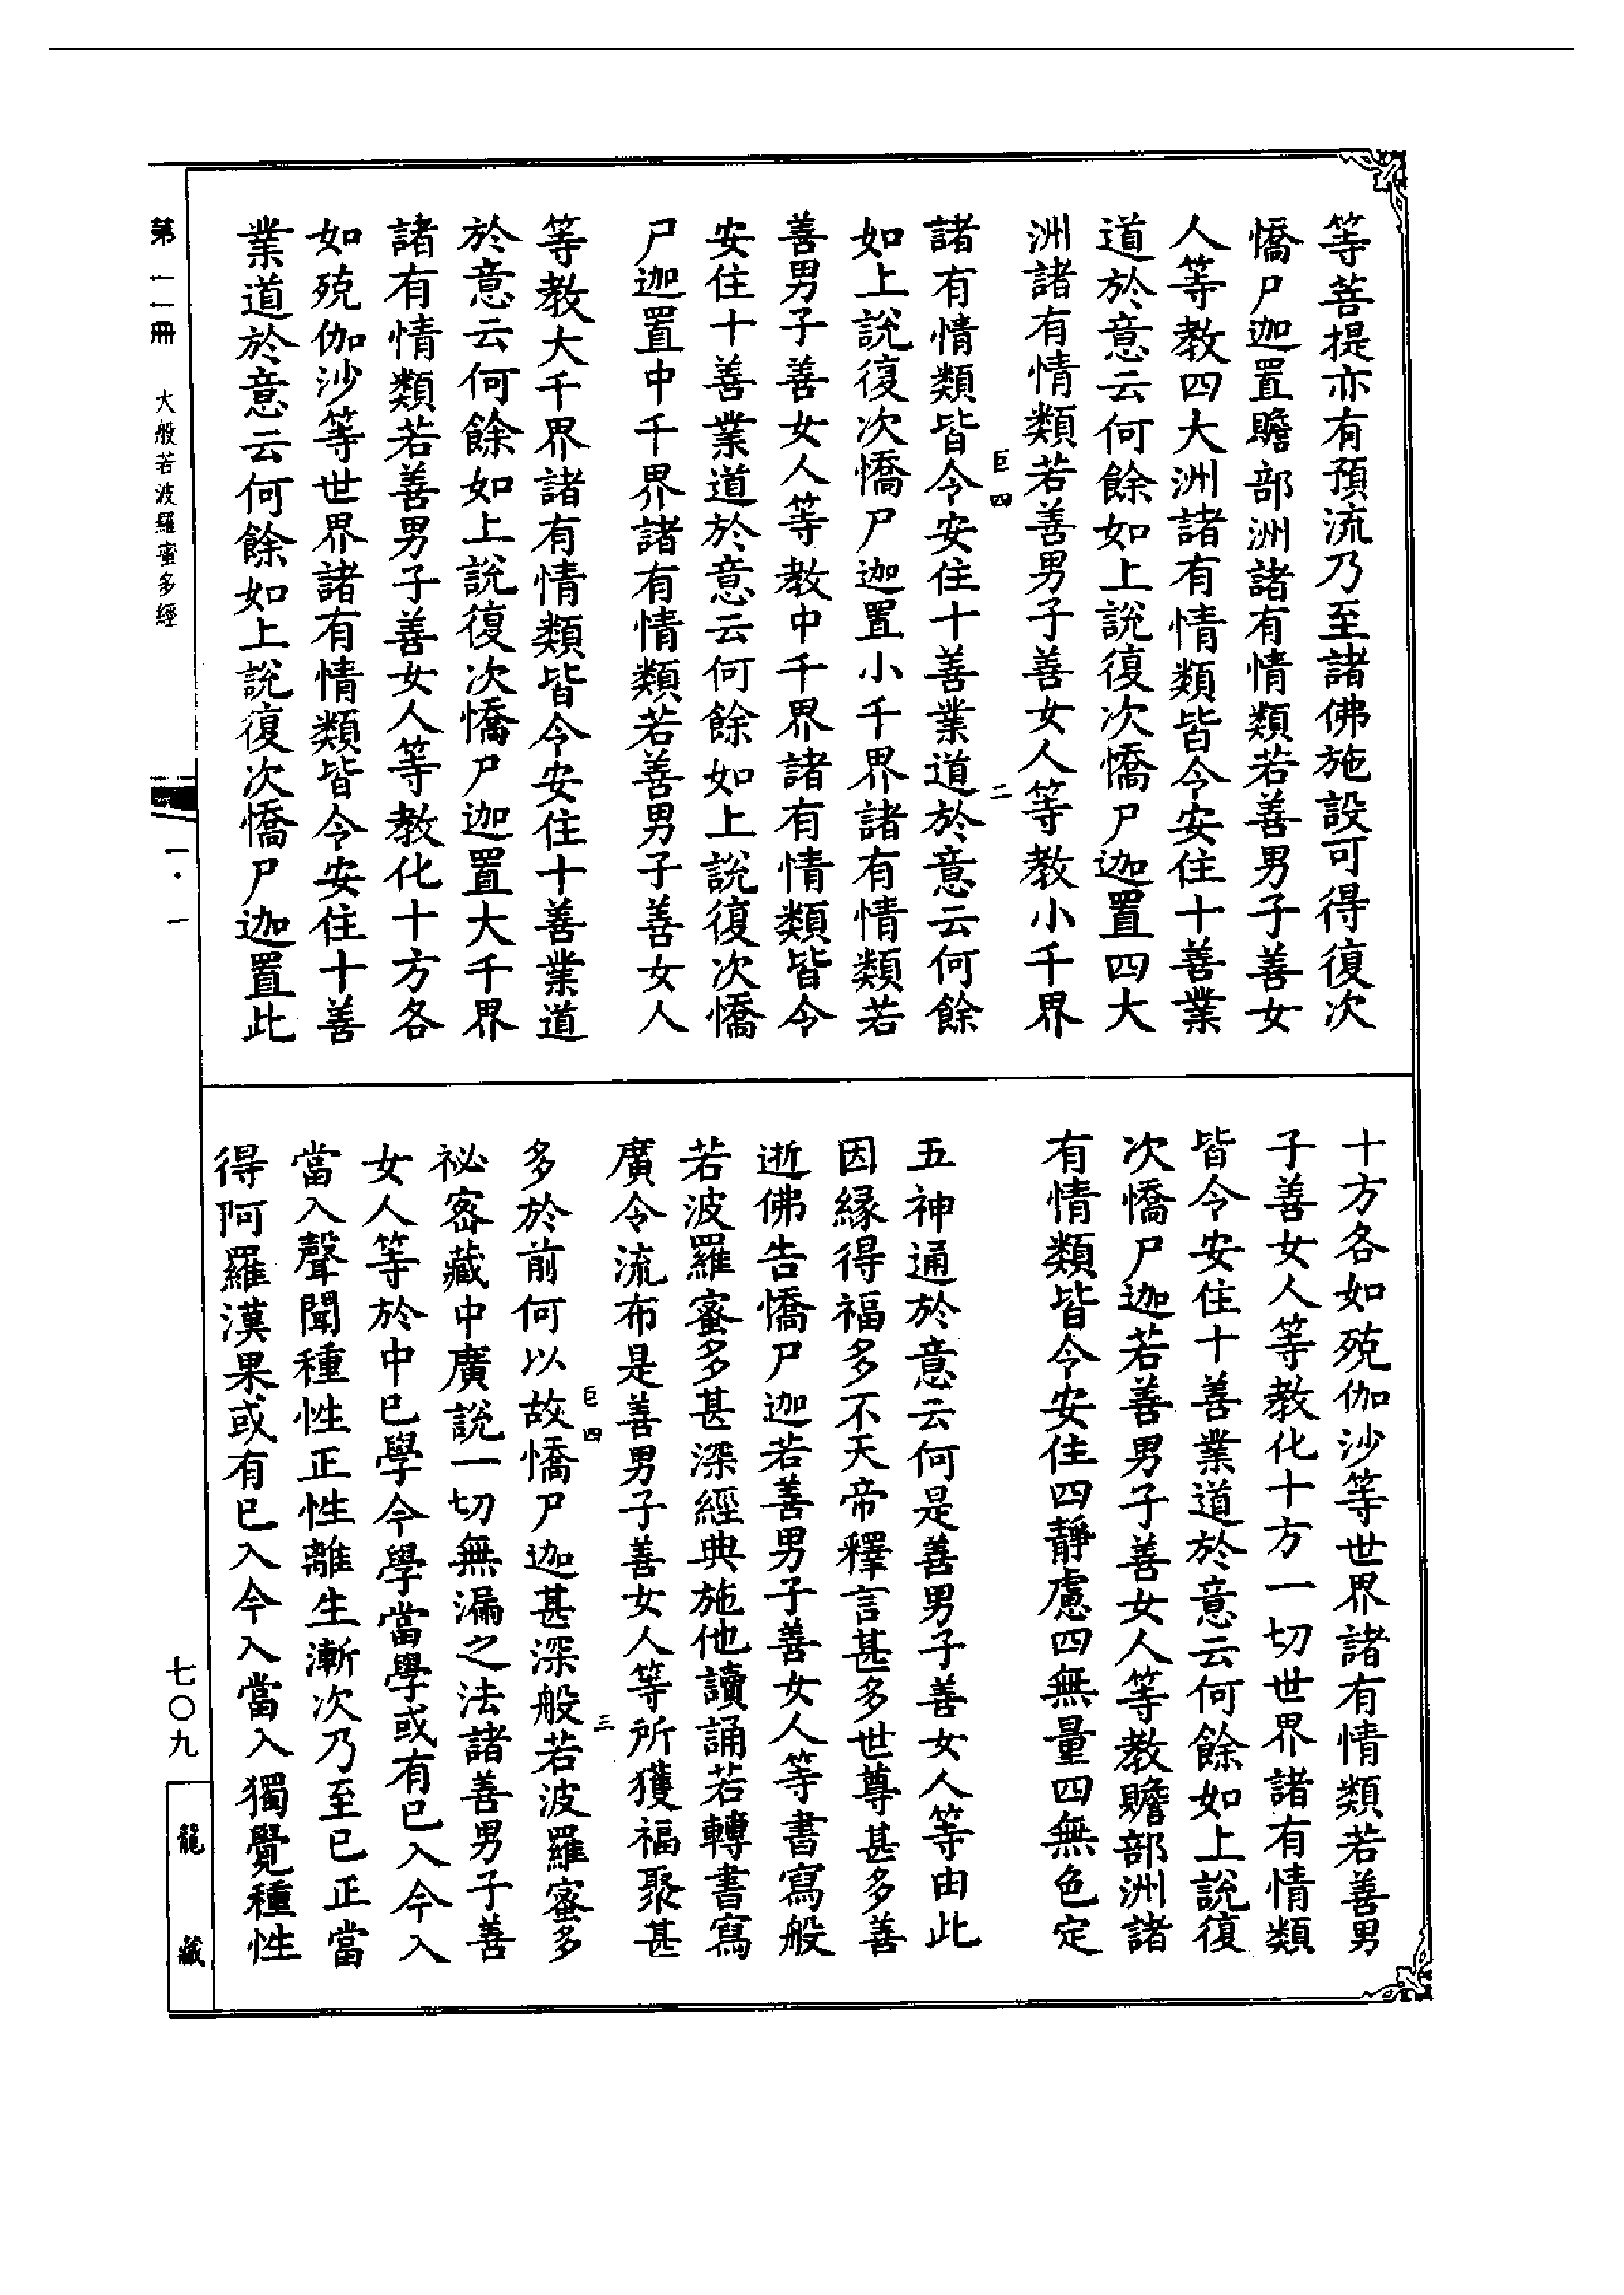 等菩提亦有預流乃至諸佛施設可得復次
憍尸迦置贍部洲諸有情類若善男子善女
人等教四大洲諸有情類皆令安住十善業
道於意云何餘如上說復次憍尸迦置四大
洲諸有情類若善男子善女人等教小千界
巨四 二
諸有情類皆令安住十善業道於意云何餘
如上說復次憍尸迦置小千界諸有情類若
善男子善女人等教中千界諸有情類皆令
安住十善業道於意云何餘如上說復次憍
尸迦置中千界諸有情類若善男子善女人
等教大千界諸有情類皆令安住十善業道
於意云何餘如上說復次憍尸迦置大千界
諸有情類若善男子善女人等教化十方各
如殑伽沙等世界諸有情類皆令安住十善
業道於意云何餘如上說復次憍尸迦置此
十方各如殑伽沙等世界諸有情類若善男
子善女人等教化十方一切世界諸有情類
皆令安住十善業道於意云何餘如上說復
次憍尸迦若善男子善女人等教贍部洲諸
有情類皆令安住四靜慮四無量四無色定
五神通於意云何是善男子善女人等由此
因緣得福多不天帝釋言甚多世尊甚多善
逝佛告憍尸迦若善男子善女人等書寫般
若波羅蜜多甚深經典施他讀誦若轉書寫
廣令流布是善男子善女人等所獲福聚甚
巨四 三
多於前何以故憍尸迦甚深般若波羅蜜多
祕密藏中廣說一切無漏之法諸善男子善
女人等於中已學今學當學或有已入今入
當入聲聞種性正性離生漸次乃至已正當
得阿羅漢果或有已入今入當入獨覺種性
第一一冊 大般若波羅蜜多經
一·一
七〇九
龍藏